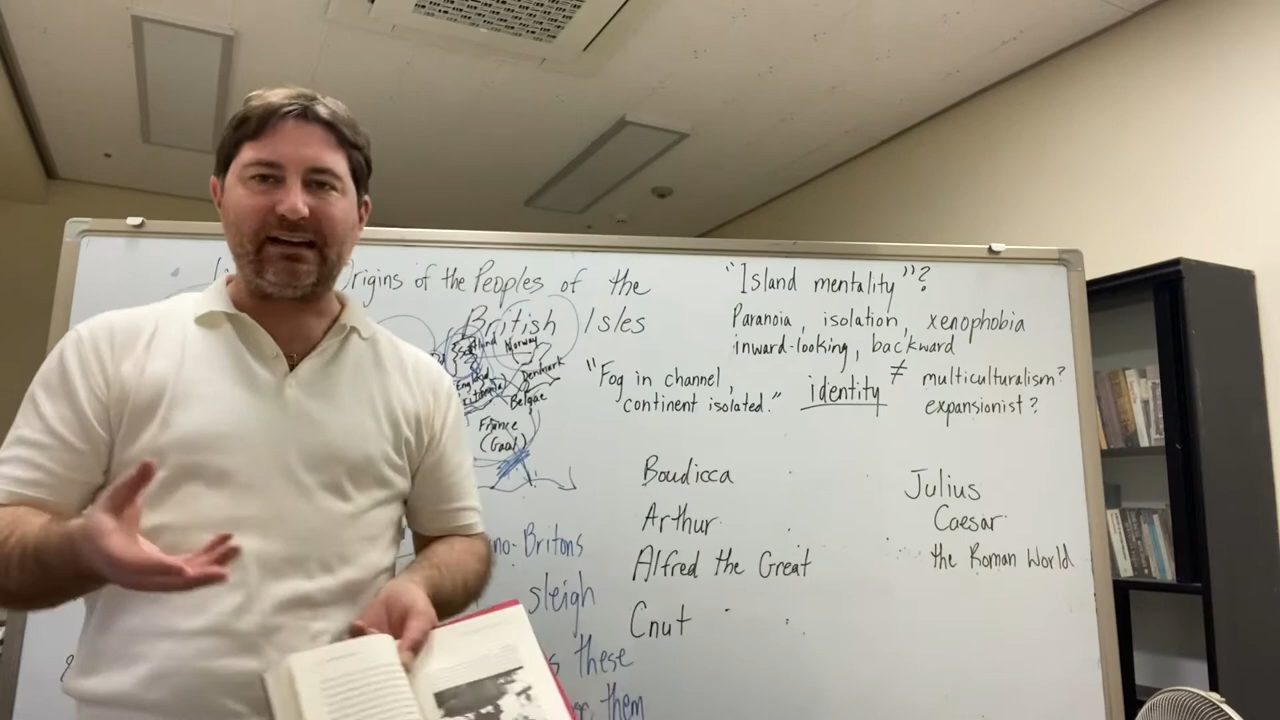 Origins of the Peoples of the
British Isles
Norway
Denmark
England
Belgae
France
(Gaul)
"Island mentality"?
Paranoia, isolation, xenophobia
inward-looking, backward
"Fog in channel,
continent isolated."
identity ≠ multiculturalism?
expansionist?
Boudicca
Arthur
Alfred the Great
Cnut
Julius
Caesar
the Roman World
no-Britons
sleigh
these
them